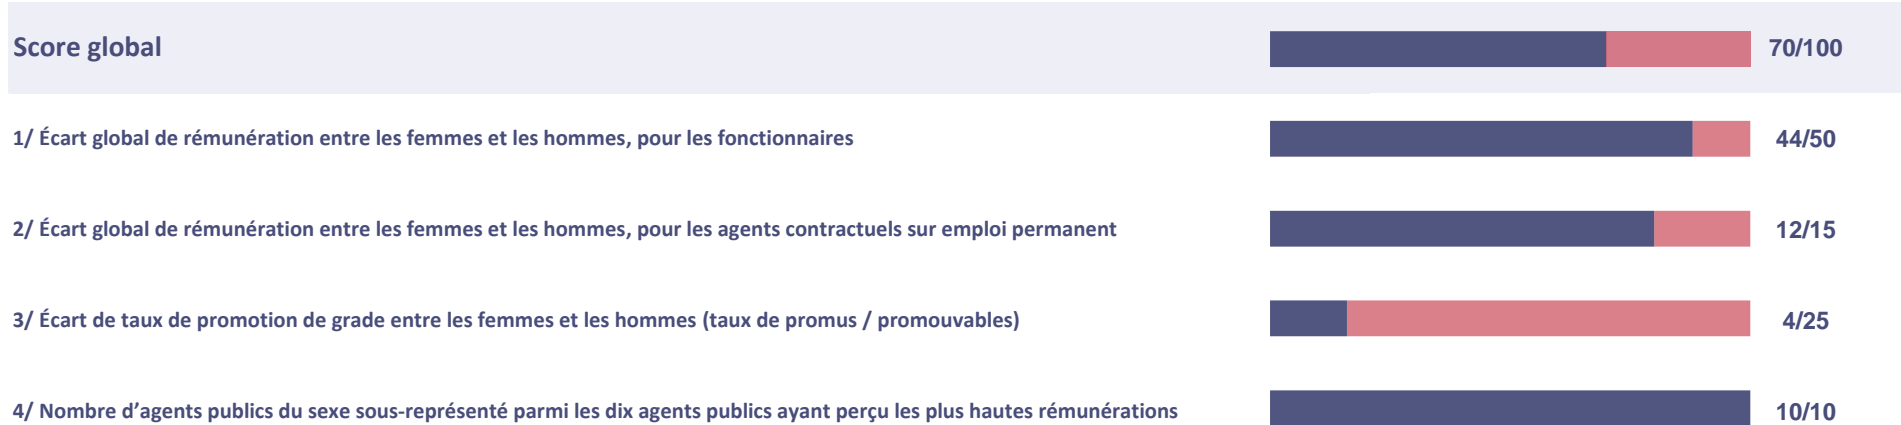 Score global 70/100
1/ Écart global de rémunération entre les femmes et les hommes, pour les fonctionnaires 44/50
2/ Écart global de rémunération entre les femmes et les hommes, pour les agents contractuels sur emploi permanent 12/15
3/ Écart de taux de promotion de grade entre les femmes et les hommes (taux de promus / promouvables) 4/25
4/ Nombre d’agents publics du sexe sous-représenté parmi les dix agents publics ayant perçu les plus hautes rémunérations 10/10